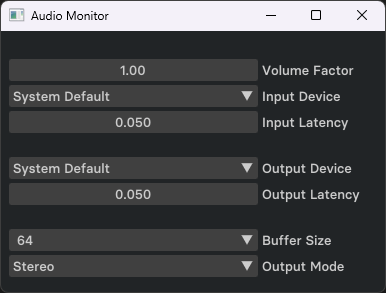 Audio Monitor
1.00 Volume Factor
System Default Input Device
0.050 Input Latency
System Default Output Device
0.050 Output Latency
64 Buffer Size
Stereo Output Mode